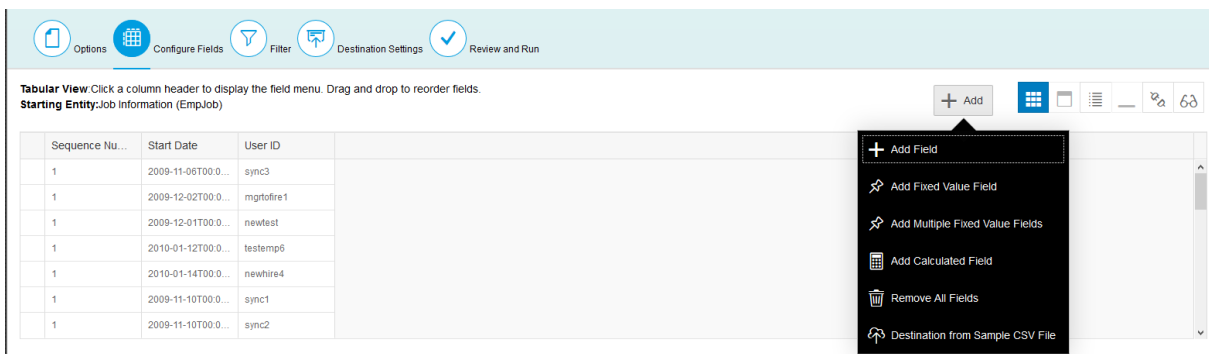 Options Configure Fields Filter Destination Settings Review and Run
Tabular View:Click a column header to display the field menu. Drag and drop to reorder fields.
Starting Entity:Job Information (EmpJob)
Add
Sequence Nu... Start Date User ID
1 2009-11-06T00:0... sync3
1 2009-12-02T00:0... mgrtofire1
1 2009-12-01T00:0... newtest
1 2010-01-12T00:0... testemp6
1 2010-01-14T00:0... newhire4
1 2009-11-10T00:0... sync1
1 2009-11-10T00:0... sync2
Add Field
Add Fixed Value Field
Add Multiple Fixed Value Fields
Add Calculated Field
Remove All Fields
Destination from Sample CSV File